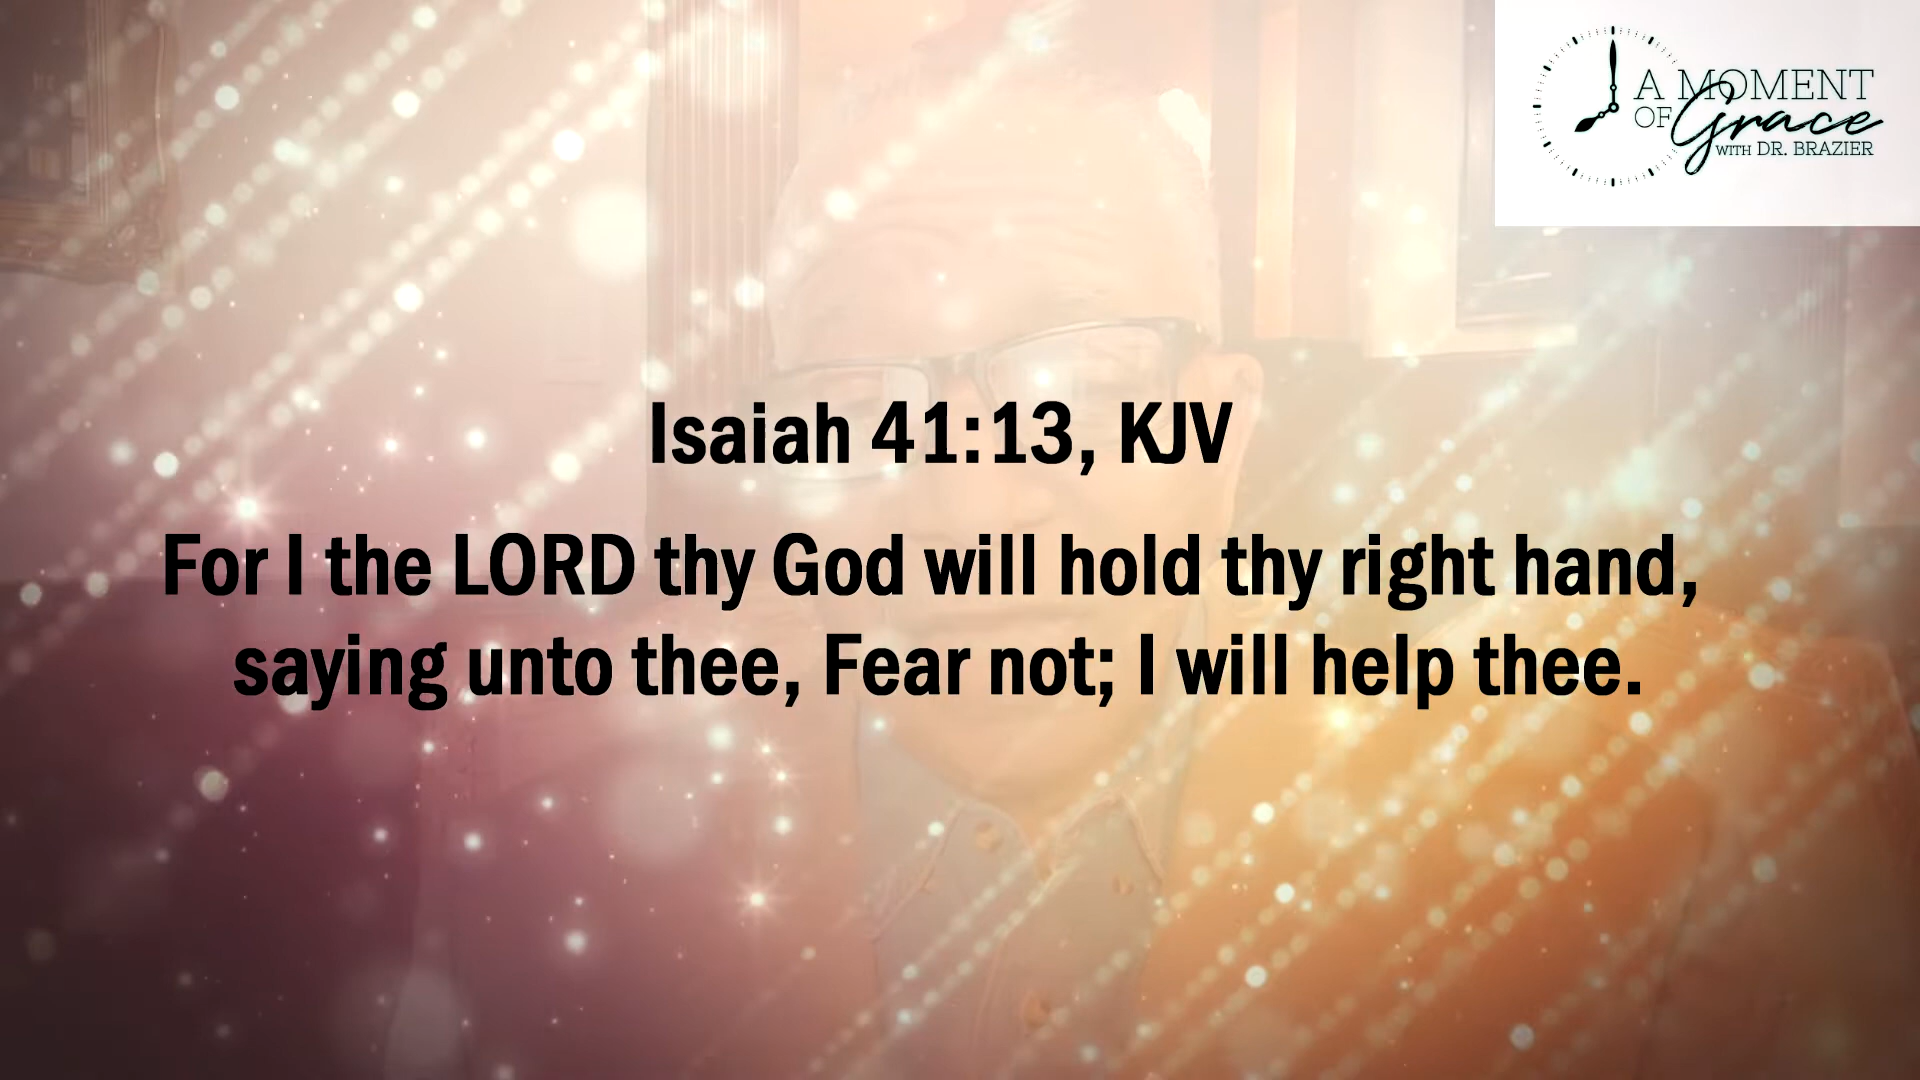 A MOMENT
OF Grace
WITH DR. BRAZIER
Isaiah 41:13, KJV
For I the LORD thy God will hold thy right hand,
saying unto thee, Fear not; I will help thee.